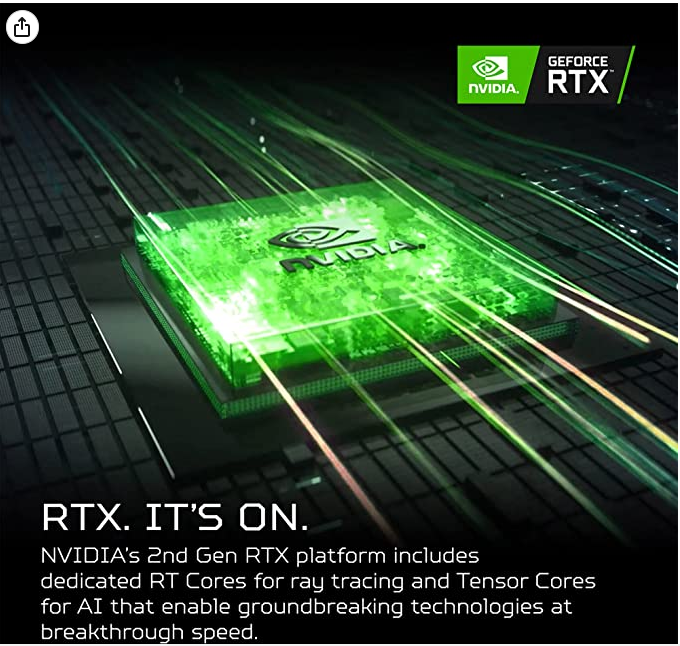 NVIDIA.
GEFORCE
RTX™
NVIDIA.
RTX. IT'S ON.
NVIDIA's 2nd Gen RTX platform includes
dedicated RT Cores for ray tracing and Tensor Cores
for AI that enable groundbreaking technologies at
breakthrough speed.